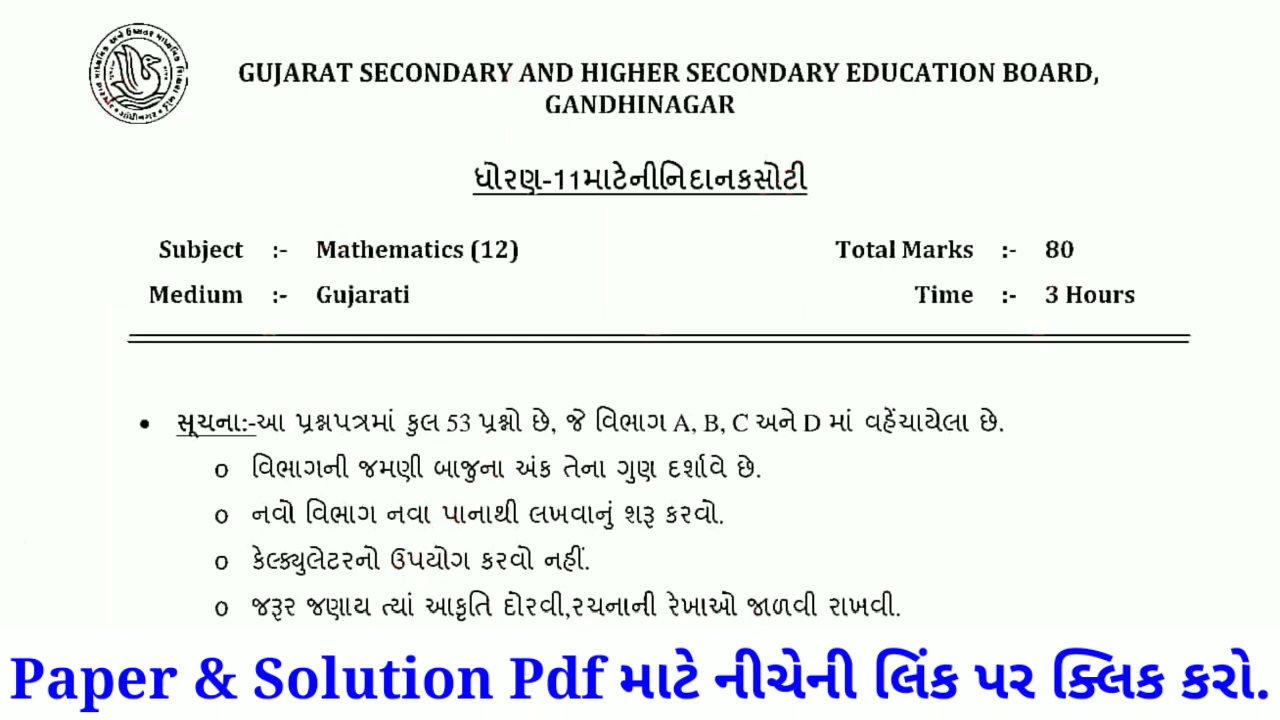 GUJARAT SECONDARY AND HIGHER SECONDARY EDUCATION BOARD,
GANDHINAGAR
ધોરણ-11માટેનીનિદાનકસોટી
Subject :- Mathematics (12) Total Marks :- 80
Medium :- Gujarati Time :- 3 Hours
• સૂચના:-આ પ્રશ્નપત્રમાં કુલ 53 પ્રશ્નો છે, જે વિભાગ A, B, C અને D માં વહેંચાયેલા છે.
o વિભાગની જમણી બાજુના અંક તેના ગુણ દર્શાવે છે.
o નવો વિભાગ નવા પાનાથી લખવાનું શરૂ કરવો.
o કેલ્ક્યુલેટરનો ઉપયોગ કરવો નહીં.
o જરૂર જણાય ત્યાં આકૃતિ દોરવી,રચનાની રેખાઓ જાળવી રાખવી.
Paper & Solution Pdf માટે નીચેની લિંક પર ક્લિક કરો.